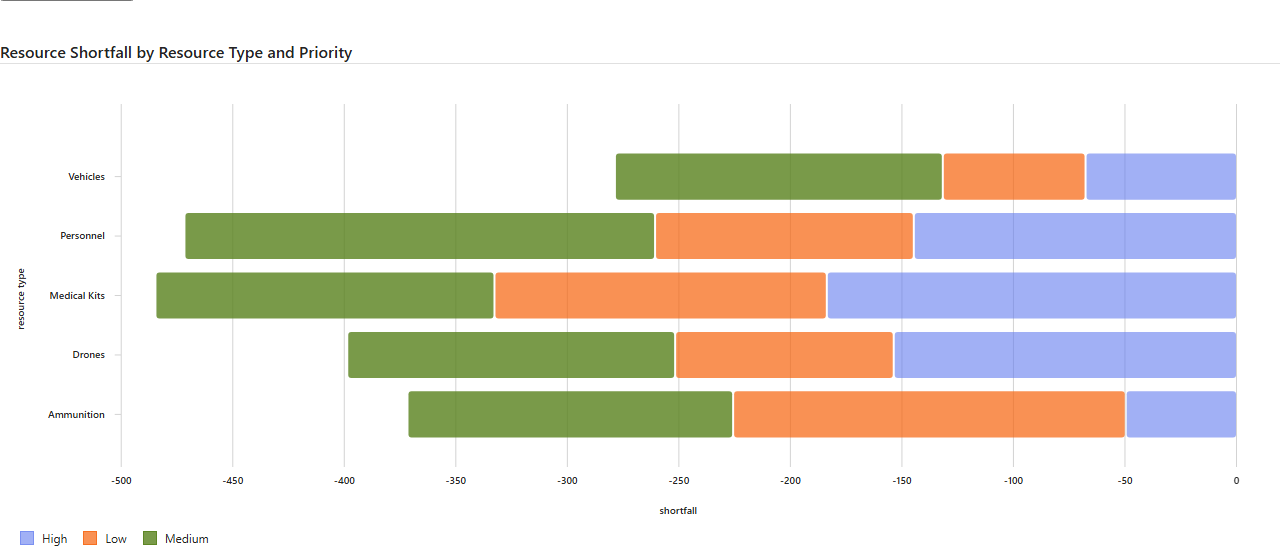 Resource Shortfall by Resource Type and Priority
Vehicles
Personnel
Medical Kits
Drones
Ammunition
resource type
-500 -450 -400 -350 -300 -250 -200 -150 -100 -50 0
shortfall
High Low Medium